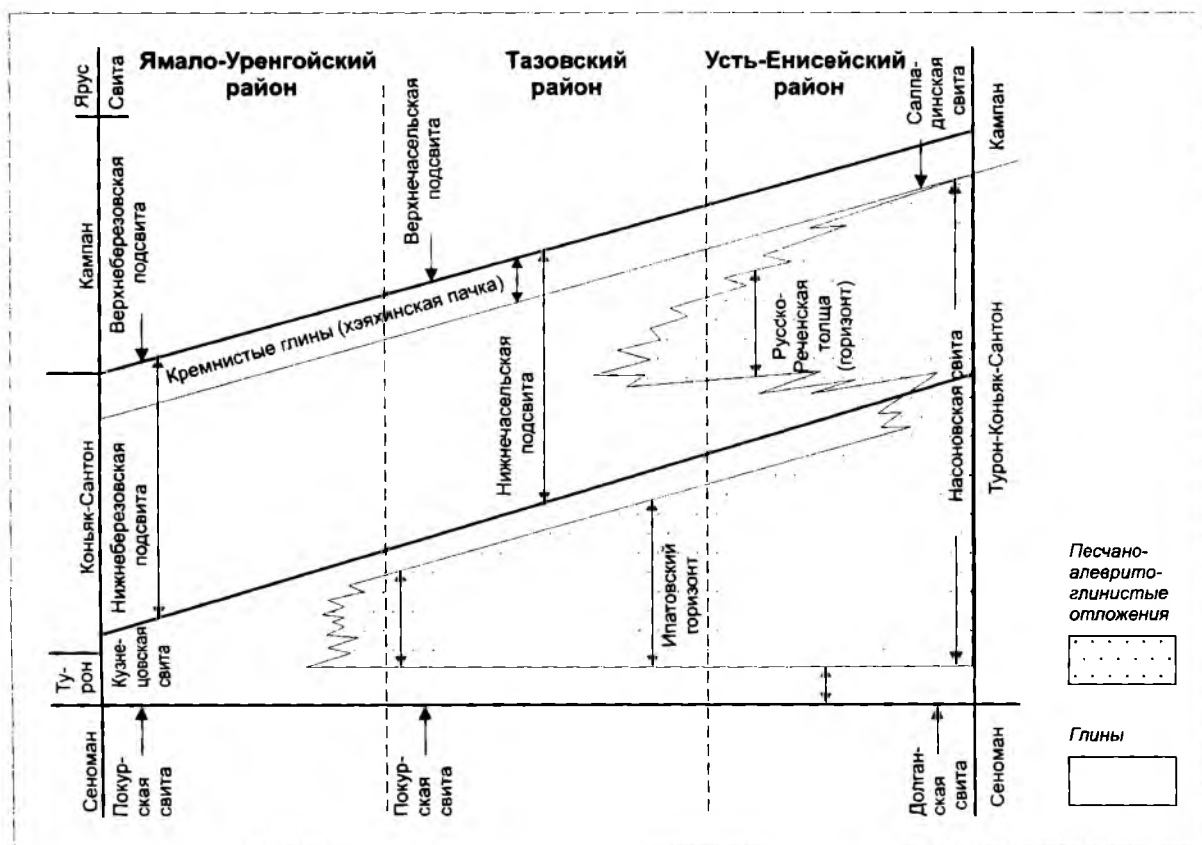 Ярус
Свита
Ямало-Уренгойский
район
Тазовский
район
Усть-Енисейский
район
Кампан
Верхнеберезовская
подсвита
Верхнечасельская
подсвита
Салпа-
динская
свита
Кампан
Кремнистые глины (хэяхинская пачка)
Коньяк-Сантон
Нижнеберезовская
подсвита
Нижнечасельская
подсвита
Русско-
Реченская
толща
(горизонт)
Насоновская свита
Турон-Коньяк-Сантон
Ипатовский
горизонт
Ту-
рон
Кузне-
цовская
свита
Сеноман
Покур-
ская
свита
Покур-
ская
свита
Долган-
ская
свита
Сеноман
Песчано-
алеврито-
глинистые
отложения
Глины